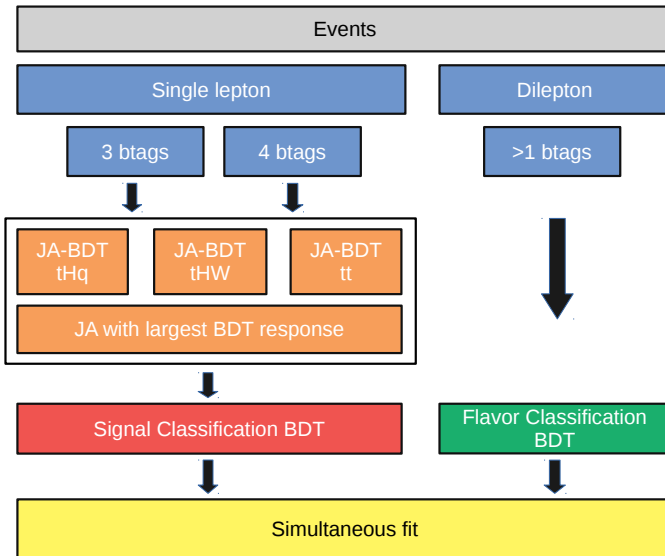 Events
Single lepton
Dilepton
3 btags
4 btags
>1 btags
JA-BDT
tHq
JA-BDT
tHW
JA-BDT
tt
JA with largest BDT response
Signal Classification BDT
Flavor Classification
BDT
Simultaneous fit